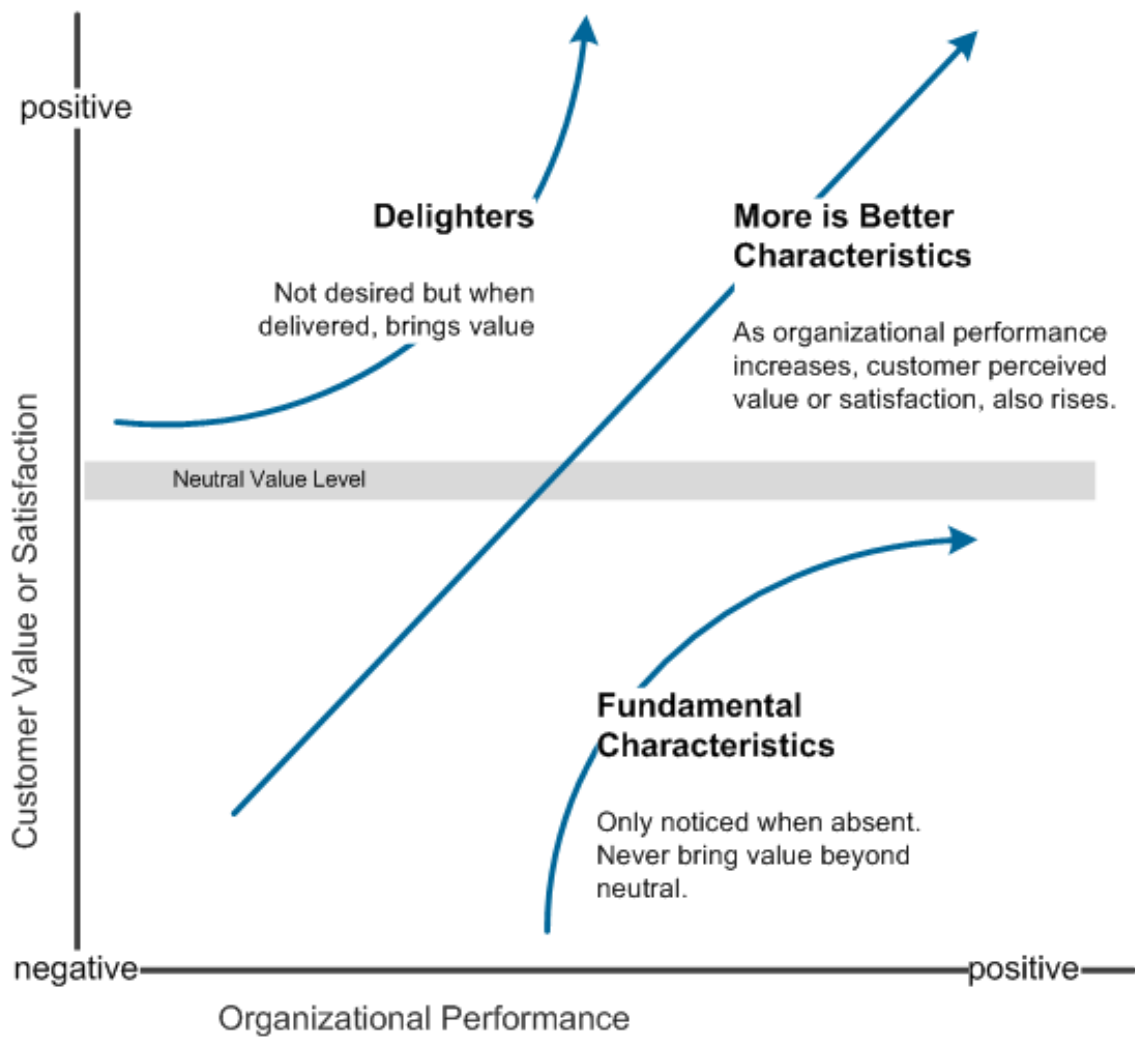 positive
Delighters
Not desired but when
delivered, brings value
More is Better
Characteristics
As organizational performance
increases, customer perceived
value or satisfaction, also rises.
Neutral Value Level
Customer Value or Satisfaction
Fundamental
Characteristics
Only noticed when absent.
Never bring value beyond
neutral.
negative
positive
Organizational Performance